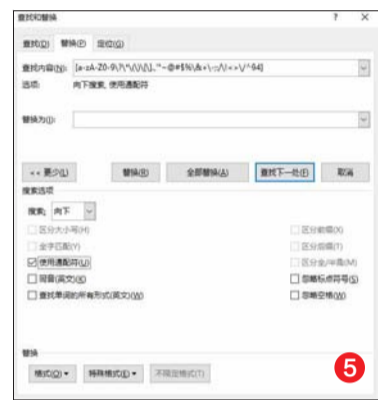 查找和替换 ? ×
查找(D) 替换(P) 定位(G)
查找内容(N):
选项: 向下搜索, 使用通配符
替换为(I):
<< 更少(L) 替换(R) 全部替换(A) 查找下一处(F) 取消
搜索选项
搜索: 向下
区分大小写(H) 区分前缀(X)
全字匹配(Y) 区分后缀(T)
使用通配符(U) 区分全/半角(M)
同音(英文)(K) 忽略标点符号(S)
查找单词的所有形式(英文)(W) 忽略空格(W)
替换
格式(O) 特殊格式(E) 不限定格式(T)
5